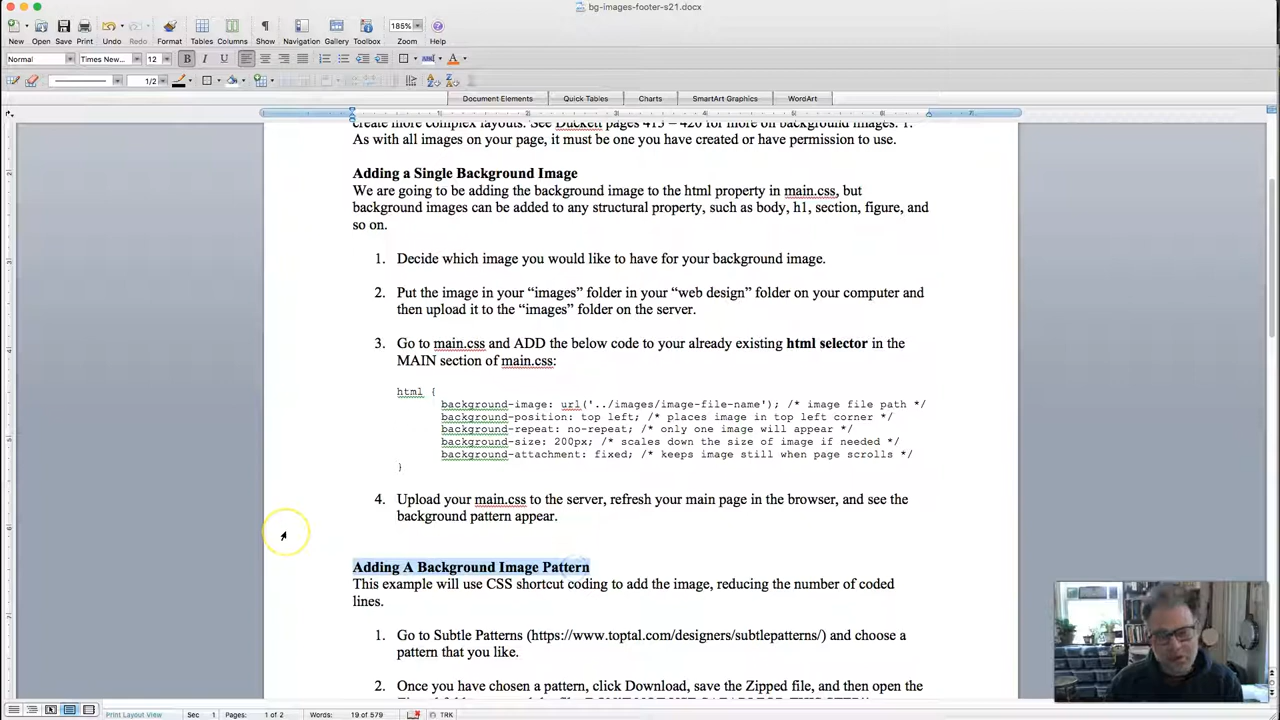 bg-images-footer-s21.docx
185%
New Open Save Print Undo Redo Format Tables Columns Show Navigation Gallery Toolbox Zoom Help
Normal Times New... 12 B I U
1/2
Document Elements Quick Tables Charts SmartArt Graphics WordArt
As with all images on your page, it must be one you have created or have permission to use.
Adding a Single Background Image
We are going to be adding the background image to the html property in main.css, but
background images can be added to any structural property, such as body, h1, section, figure, and
so on.
1. Decide which image you would like to have for your background image.
2. Put the image in your “images” folder in your “web design” folder on your computer and
then upload it to the “images” folder on the server.
3. Go to main.css and ADD the below code to your already existing html selector in the
MAIN section of main.css:
html {
background-image: url('../images/image-file-name'); /* image file path */
background-position: top left; /* places image in top left corner */
background-repeat: no-repeat; /* only one image will appear */
background-size: 200px; /* scales down the size of image if needed */
background-attachment: fixed; /* keeps image still when page scrolls */
}
4. Upload your main.css to the server, refresh your main page in the browser, and see the
background pattern appear.
Adding A Background Image Pattern
This example will use CSS shortcut coding to add the image, reducing the number of coded
lines.
1. Go to Subtle Patterns (https://www.toptal.com/designers/subtlepatterns/) and choose a
pattern that you like.
2. Once you have chosen a pattern, click Download, save the Zipped file, and then open the
Print Layout View Sec 1 Pages: 1 of 2 Words: 19 of 579 TRK